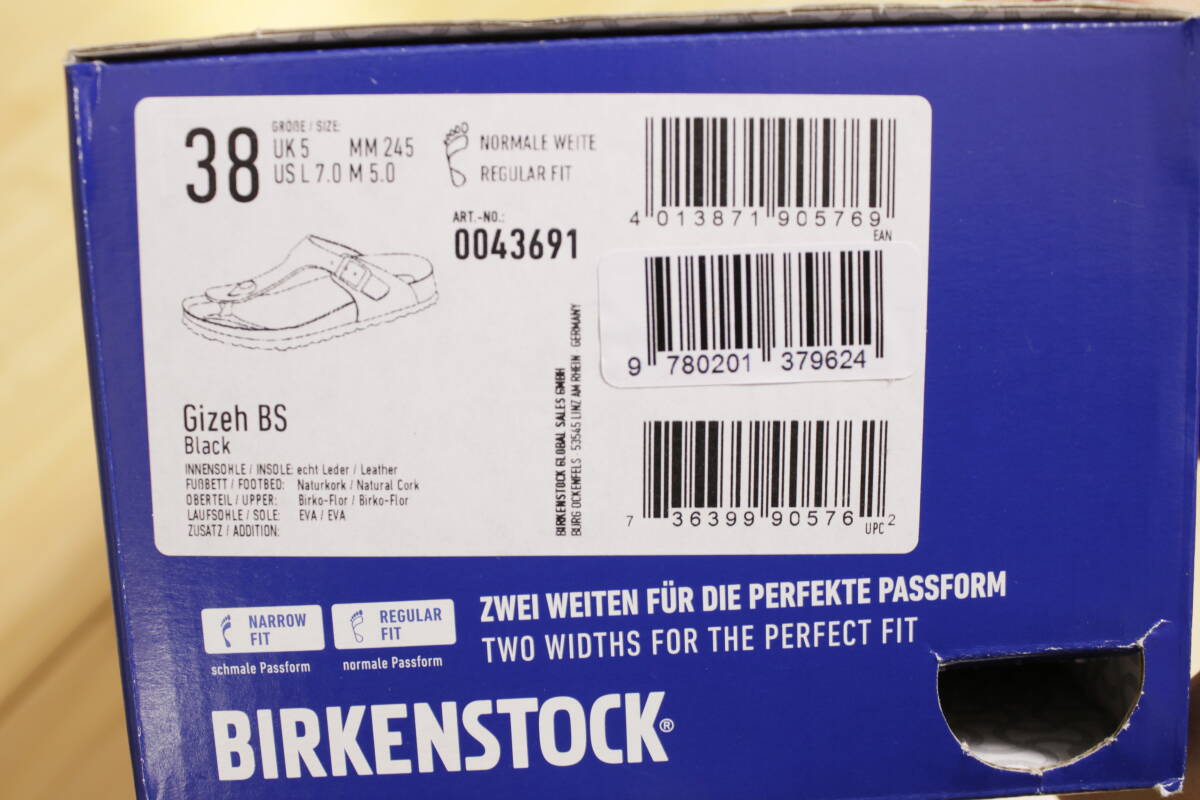 38
GRÖßE / SIZE:
UK 5 MM 245
US L 7.0 M 5.0
NORMALE WEITE
REGULAR FIT
ART.-NO.:
0043691
4 013871 905769
EAN
9 780201 379624
7 36399 90576 2
UPC
BIRKENSTOCK GLOBAL SALES GMBH
BURG OCKENFELS · 53545 LINZ AM RHEIN · GERMANY
Gizeh BS
Black
INNENSOHLE / INSOLE: echt Leder / Leather
FUßBETT / FOOTBED: Naturkork / Natural Cork
OBERTEIL / UPPER: Birko-Flor / Birko-Flor
LAUFSOHLE / SOLE: EVA / EVA
ZUSATZ / ADDITION:
NARROW
FIT
schmale Passform
REGULAR
FIT
normale Passform
ZWEI WEITEN FÜR DIE PERFEKTE PASSFORM
TWO WIDTHS FOR THE PERFECT FIT
BIRKENSTOCK®